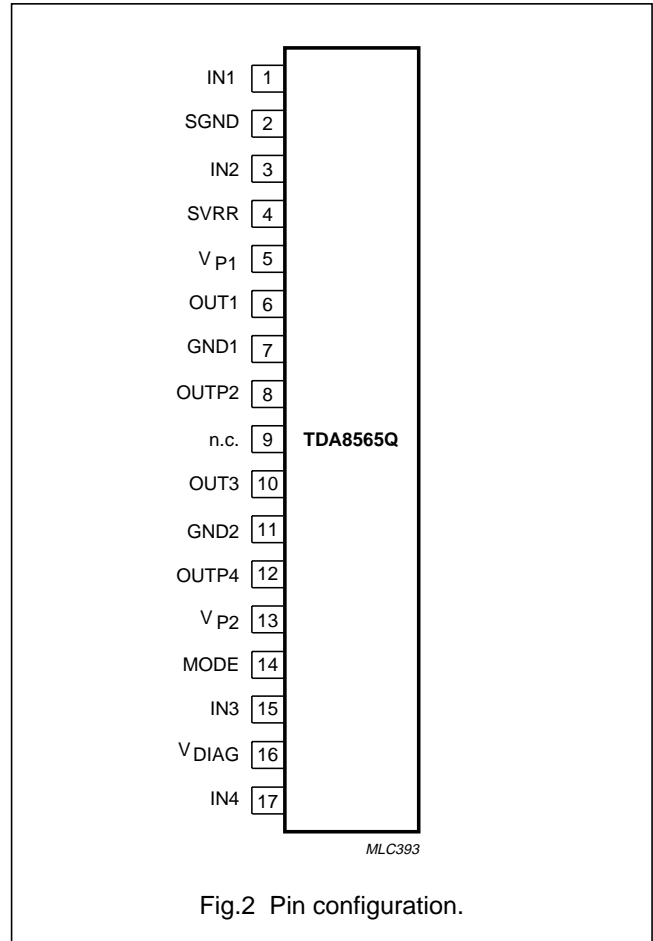 IN1 1
SGND 2
IN2 3
SVRR 4
V P1 5
OUT1 6
GND1 7
OUTP2 8
n.c. 9 TDA8565Q
OUT3 10
GND2 11
OUTP4 12
V P2 13
MODE 14
IN3 15
V DIAG 16
IN4 17
MLC393
Fig.2 Pin configuration.